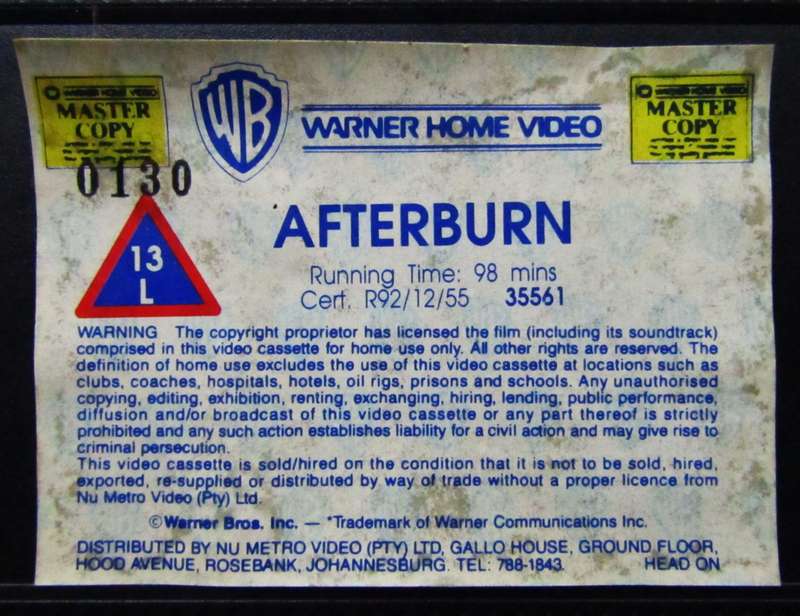 WARNER HOME VIDEO
MASTER
COPY
0130
WB
WARNER HOME VIDEO
WARNER HOME VIDEO
MASTER
COPY
AFTERBURN
13
L
Running Time: 98 mins
Cert. R92/12/55 35561
WARNING The copyright proprietor has licensed the film (including its soundtrack)
comprised in this video cassette for home use only. All other rights are reserved. The
definition of home use excludes the use of this video cassette at locations such as
clubs, coaches, hospitals, hotels, oil rigs, prisons and schools. Any unauthorised
copying, editing, exhibition, renting, exchanging, hiring, lending, public performance,
diffusion and/or broadcast of this video cassette or any part thereof is strictly
prohibited and any such action establishes liability for a civil action and may give rise to
criminal persecution.
This video cassette is sold/hired on the condition that it is not to be sold, hired,
exported, re-supplied or distributed by way of trade without a proper licence from
Nu Metro Video (Pty) Ltd.
©Warner Bros. Inc. — *Trademark of Warner Communications Inc.
DISTRIBUTED BY NU METRO VIDEO (PTY) LTD, GALLO HOUSE, GROUND FLOOR,
HOOD AVENUE, ROSEBANK, JOHANNESBURG. TEL: 788-1843. HEAD ON